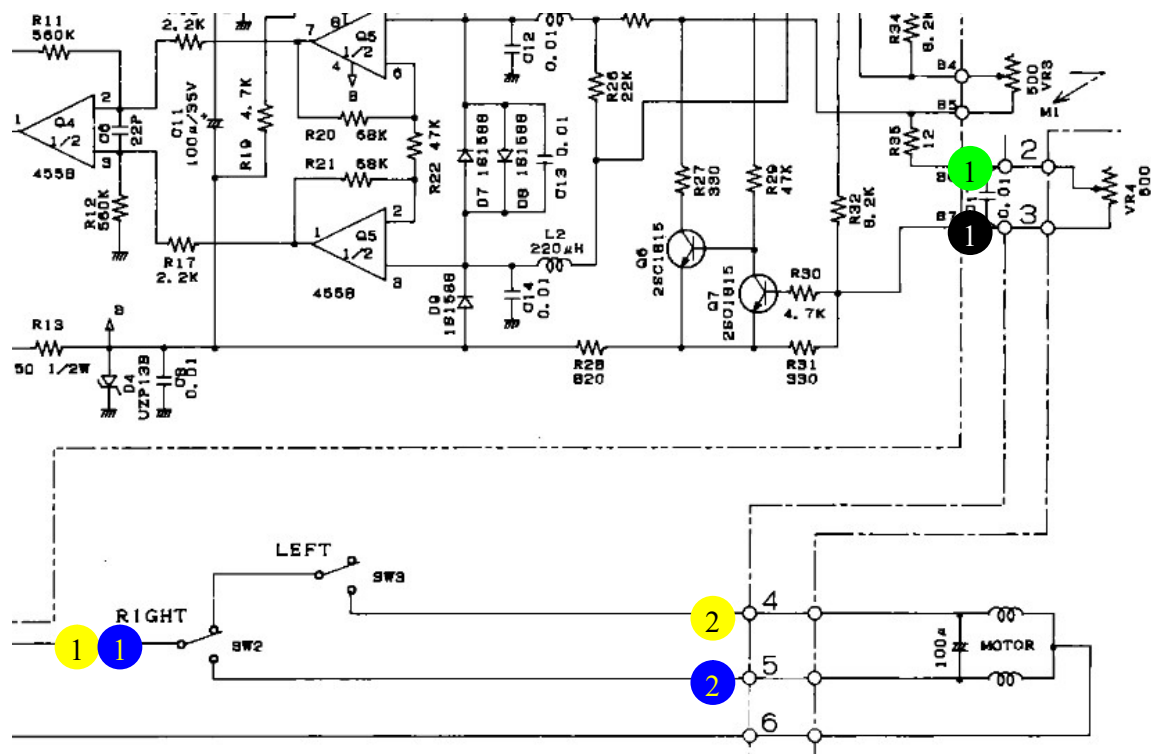 R11
560K
2.2K
7
8
Q5
1/2
4
B
6
C12
0.01
R26
22K
R34
8.2K
B4
500
VR3
B5
M1
1
Q4
1/2
4558
2
3
C6
22P
C11
100μ/35V
+
R19 4.7K
R20 68K
R21 68K
R22 47K
D7 1S1588
D8 1S1588
C13 0.01
R27
330
R29
47K
R35
12
1
2
0.01
VR4
500
R12
560K
R17
2.2K
1
Q5
1/2
4558
2
3
L2
220μH
R32
8.2K
B7
1
3
Q6
2SC1815
Q7
2SC1815
R30
4.7K
D9
1S1588
C14
0.01
R13
50 1/2W
B
D4
UZP13B
C8
0.01
R28
820
R31
330
LEFT
SW3
RIGHT
1
1
SW2
2
4
2
5
6
100μ
MOTOR